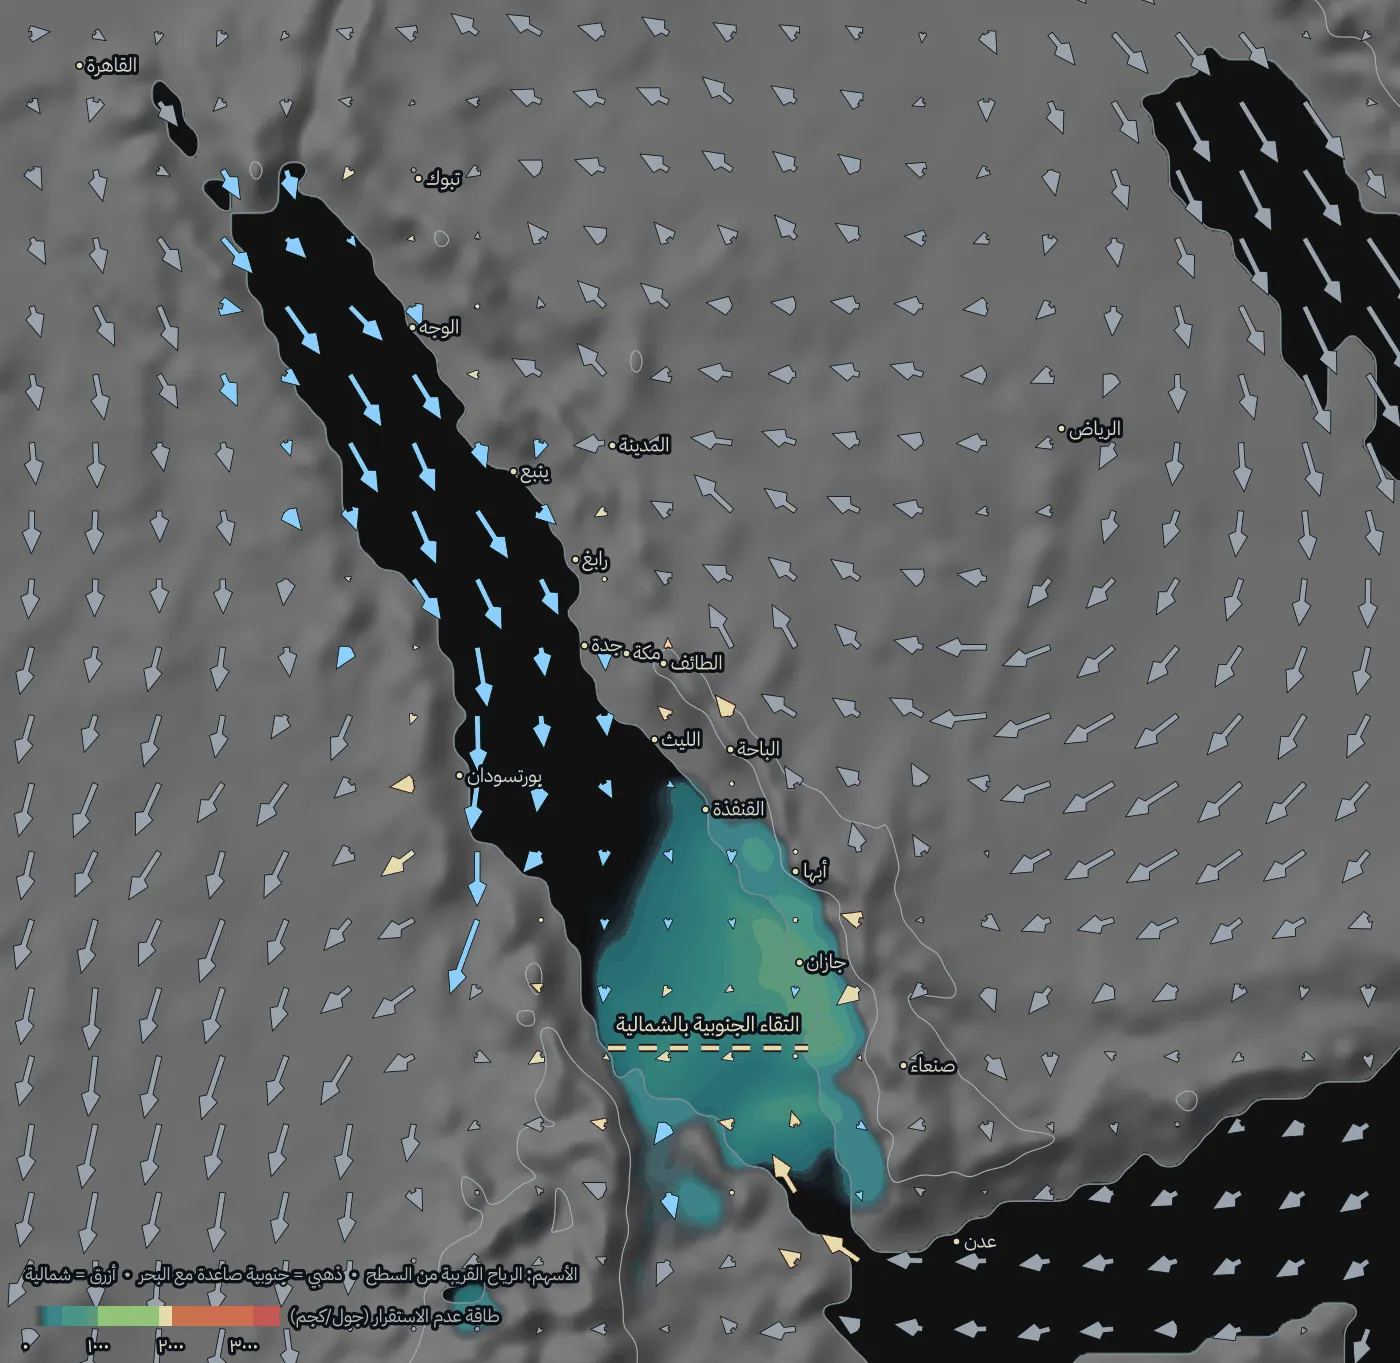 القاهرة
تبوك
الوجه
الرياض
المدينة
ينبع
رابغ
جدة
مكة
الطائف
الليث
الباحة
بورتسودان
القنفذة
أبها
جازان
التقاء الجنوبية بالشمالية
صنعاء
عدن
الأسهم: الرياح القريبة من السطح • ذهبي = جنوبية صاعدة مع البحر • أزرق = شمالية
طاقة عدم الاستقرار (جول/كجم)
٠ ١٠٠٠ ٢٠٠٠ ٣٠٠٠